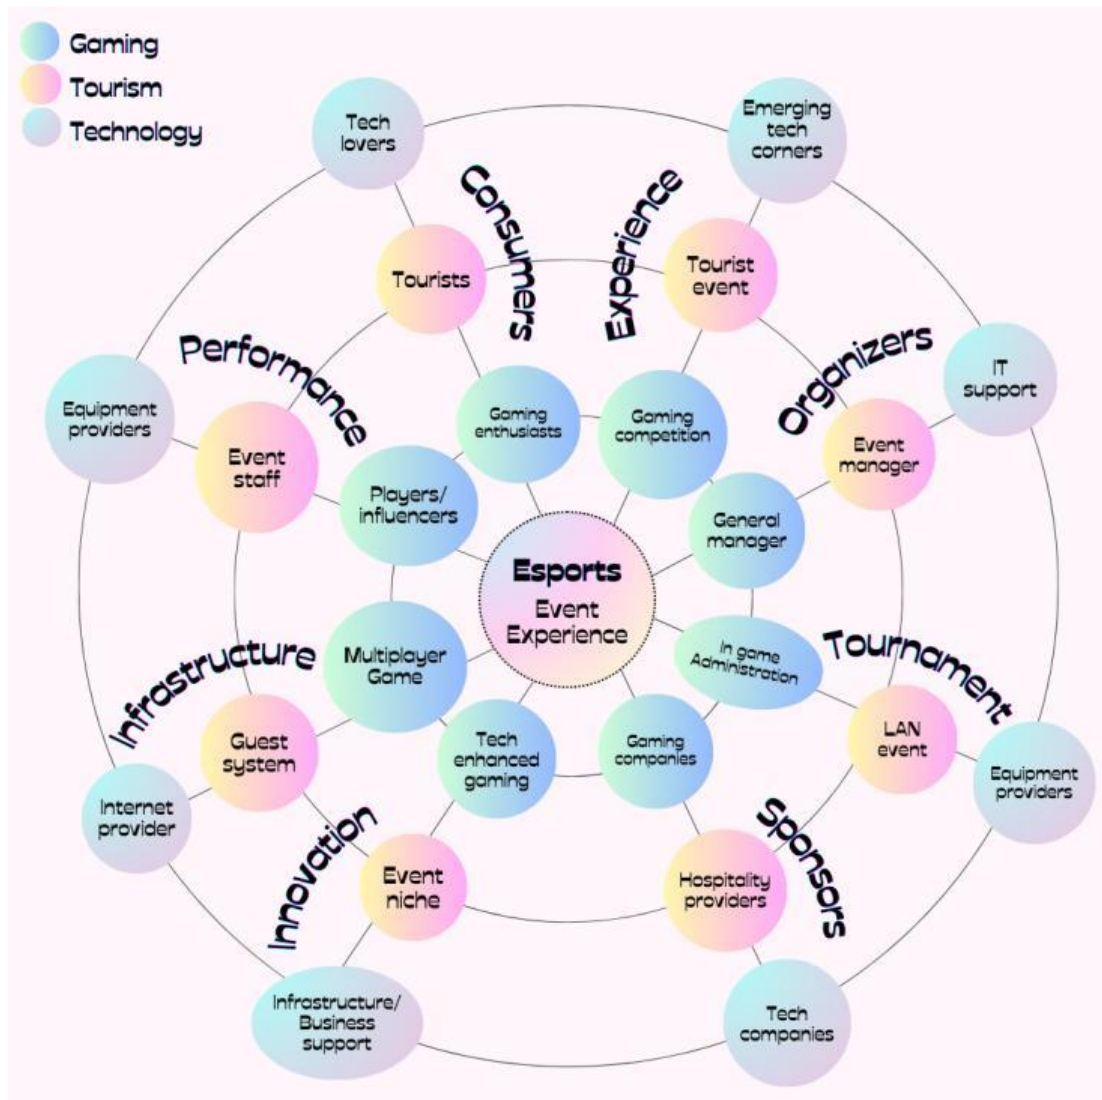 Gaming
Tourism
Technology
Tech
lovers
Emerging
tech
corners
Consumers
Experience
Tourists
Tourist
event
Performance
Organizers
IT
support
Equipment
providers
Gaming
enthusiasts
Gaming
competition
Event
staff
Event
manager
Players/
influencers
General
manager
Esports
Event
Experience
Infrastructure
Multiplayer
Game
In game
Administration
Tournament
Guest
system
Tech
enhanced
gaming
Gaming
companies
LAN
event
Internet
provider
Equipment
providers
Innovation
Event
niche
Hospitality
providers
Sponsors
Infrastructure/
Business
support
Tech
companies